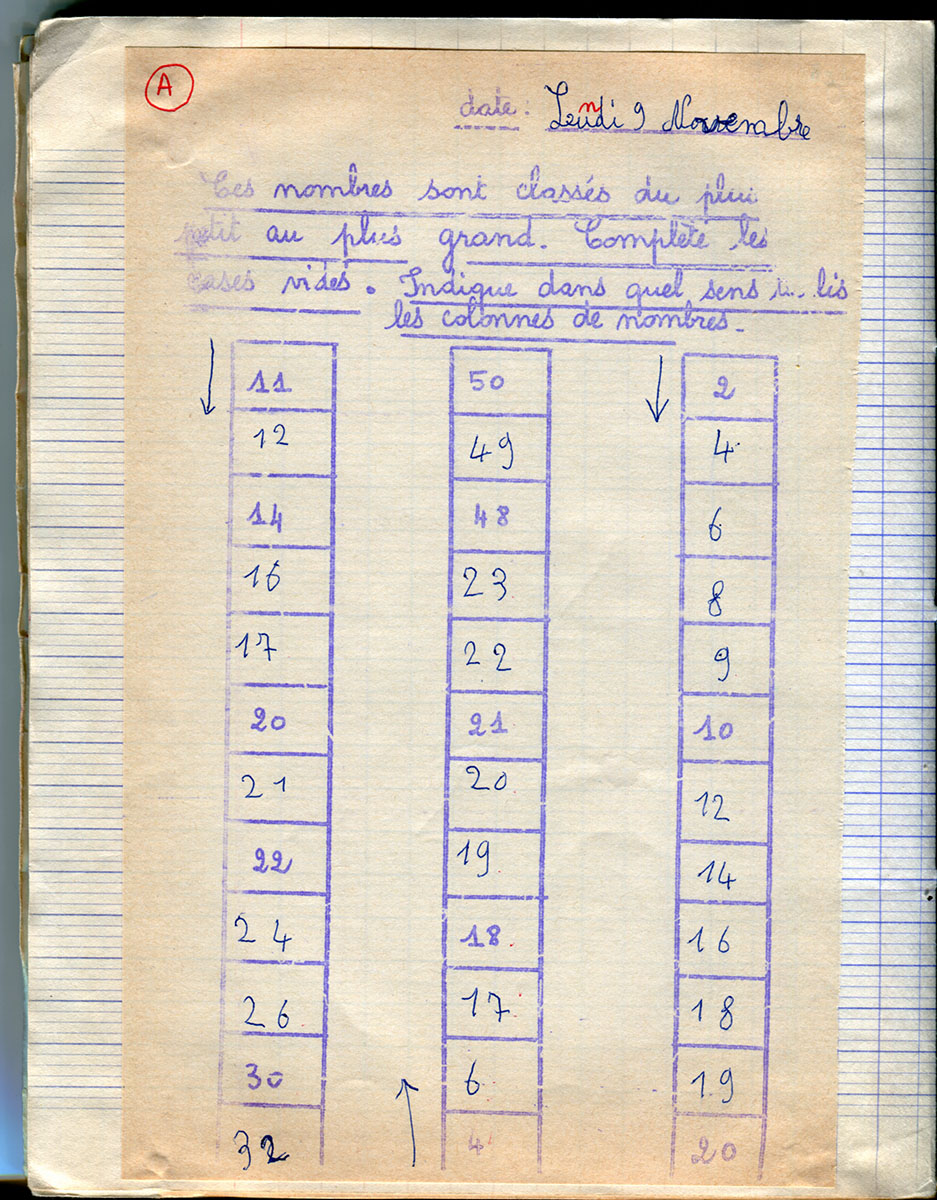 A
date: Lundi 9 Novembre
Ces nombres sont classés du plus
petit au plus grand. Complète les
cases vides. Indique dans quel sens tu lis
les colonnes de nombres.
11 50 2
12 49 4
14 48 6
16 23 8
17 22 9
20 21 10
21 20 12
22 19 14
24 18 16
26 17 18
30 6 19
32 4 20